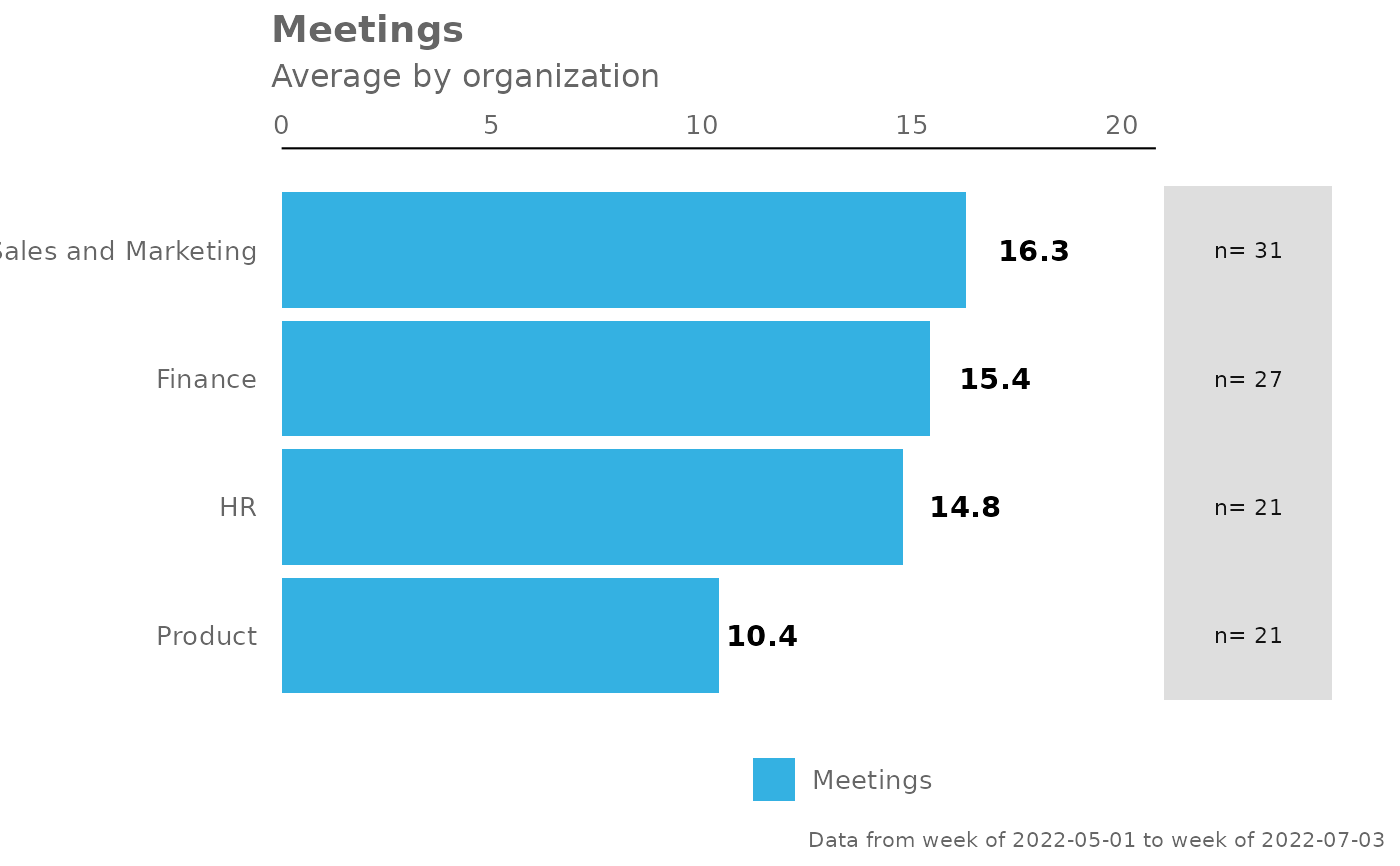 Meetings
Average by organization
0 5 10 15 20
Sales and Marketing 16.3 n= 31
Finance 15.4 n= 27
HR 14.8 n= 21
Product 10.4 n= 21
Meetings
Data from week of 2022-05-01 to week of 2022-07-03